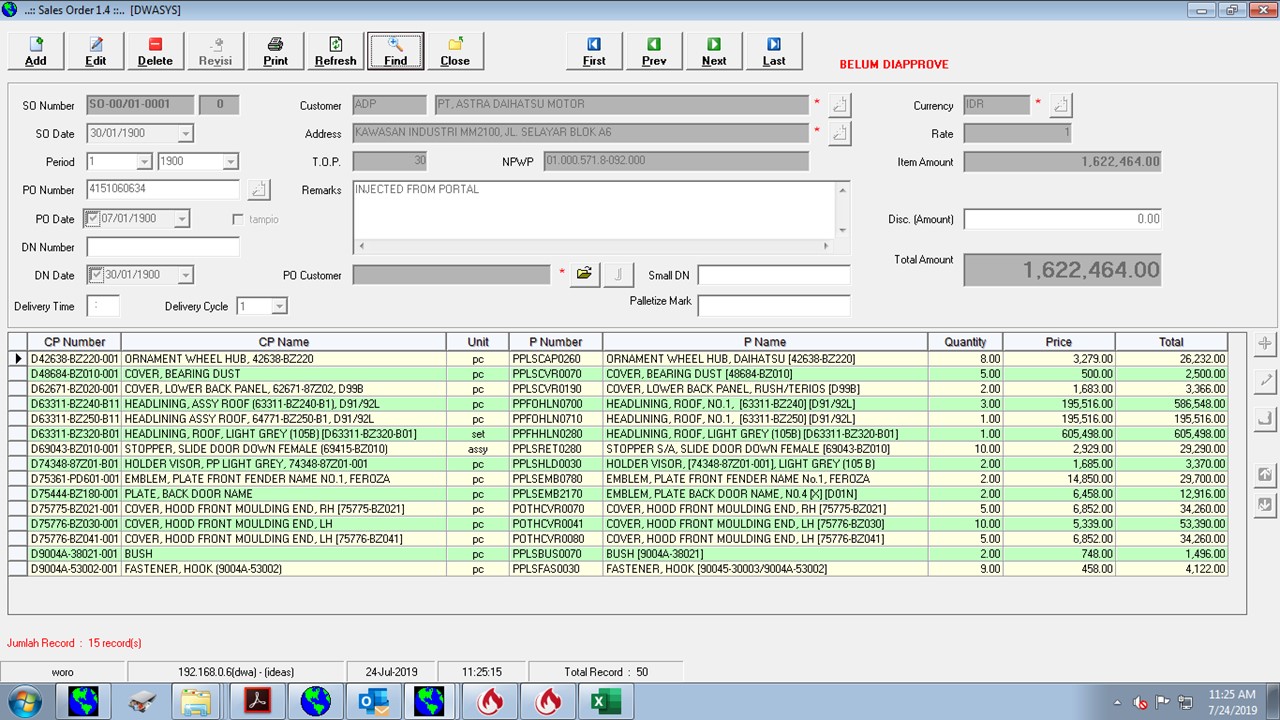 ..:: Sales Order 1.4 ::.. [DWASYS]
Add Edit Delete Revisi Print Refresh Find Close First Prev Next Last BELUM DIAPPROVE
SO Number SO-00/01-0001 0 Customer ADP PT, ASTRA DAIHATSU MOTOR * Currency IDR *
SO Date 30/01/1900 Address KAWASAN INDUSTRI MM2100, JL. SELAYAR BLOK A6 * Rate 1
Period 1 1900 T.O.P. 30 NPWP 01.000.571.8-092.000 Item Amount 1,622,464.00
PO Number 4151060634 Remarks INJECTED FROM PORTAL
PO Date 07/01/1900 tampio Disc. (Amount) 0.00
DN Number
Total Amount 1,622,464.00
DN Date 30/01/1900 PO Customer * Small DN
Delivery Time : Delivery Cycle 1 Palletize Mark
CP Number CP Name Unit P Number P Name Quantity Price Total
D42638-BZ220-001 ORNAMENT WHEEL HUB, 42638-BZ220 pc PPLSCAP0260 ORNAMENT WHEEL HUB, DAIHATSU [42638-BZ220] 8.00 3,279.00 26,232.00
D48684-BZ010-001 COVER, BEARING DUST pc PPLSCVR0070 COVER, BEARING DUST [48684-BZ010] 5.00 500.00 2,500.00
D62671-BZ020-001 COVER, LOWER BACK PANEL, 62671-87Z02, D99B pc PPLSCVR0190 COVER, LOWER BACK PANEL, RUSH/TERIOS [D99B] 2.00 1,683.00 3,366.00
D63311-BZ240-B11 HEADLINING, ASSY ROOF (63311-BZ240-B1), D91/92L pc PPFOHLN0700 HEADLINING, ROOF, NO.1, [63311-BZ240] [D91/92L] 3.00 195,516.00 586,548.00
D63311-BZ250-B11 HEADLINING ASSY ROOF, 64771-BZ250-B1, D91/92L pc PPFOHLN0710 HEADLINING, ROOF, NO.1, [63311-BZ250] [D91/92L] 1.00 195,516.00 195,516.00
D63311-BZ320-B01 HEADLINING, ROOF, LIGHT GREY (105B) [D63311-BZ320-B01] set PPFHHLN0280 HEADLINING, ROOF, LIGHT GREY (105B) [D63311-BZ320-B01] 1.00 605,498.00 605,498.00
D69043-BZ010-001 STOPPER, SLIDE DOOR DOWN FEMALE (69415-BZ010) assy PPLSRET0280 STOPPER S/A, SLIDE DOOR DOWN FEMALE [69043-BZ010] 10.00 2,929.00 29,290.00
D74348-87Z01-B01 HOLDER VISOR, PP LIGHT GREY, 74348-87Z01-001 pc PPLSHLD0030 HOLDER VISOR, [74348-87Z01-001], LIGHT GREY (105 B) 2.00 1,685.00 3,370.00
D75361-PD601-001 EMBLEM, PLATE FRONT FENDER NAME NO.1, FEROZA pc PPLSEMB0780 EMBLEM, PLATE FRONT FENDER NAME No.1, FEROZA 2.00 14,850.00 29,700.00
D75444-BZ180-001 PLATE, BACK DOOR NAME pc PPLSEMB2170 EMBLEM, PLATE BACK DOOR NAME, NO.4 [X] [D01N] 2.00 6,458.00 12,916.00
D75775-BZ021-001 COVER, HOOD FRONT MOULDING END, RH [75775-BZ021] pc POTHCVR0070 COVER, HOOD FRONT MOULDING END, RH [75775-BZ021] 5.00 6,852.00 34,260.00
D75776-BZ030-001 COVER, HOOD FRONT MOULDING END, LH pc POTHCVR0041 COVER, HOOD FRONT MOULDING END, LH [75776-BZ030] 10.00 5,339.00 53,390.00
D75776-BZ041-001 COVER, HOOD FRONT MOULDING END, LH [75776-BZ041] pc POTHCVR0080 COVER, HOOD FRONT MOULDING END, LH [75776-BZ041] 5.00 6,852.00 34,260.00
D9004A-38021-001 BUSH pc PPLSBUS0070 BUSH [9004A-38021] 2.00 748.00 1,496.00
D9004A-53002-001 FASTENER, HOOK [9004A-53002) pc PPLSFAS0030 FASTENER, HOOK [90045-30003/9004A-53002] 9.00 458.00 4,122.00
Jumlah Record : 15 record(s)
woro 192.168.0.6(dwa) - (ideas) 24-Jul-2019 11:25:15 Total Record : 50
11:25 AM
7/24/2019